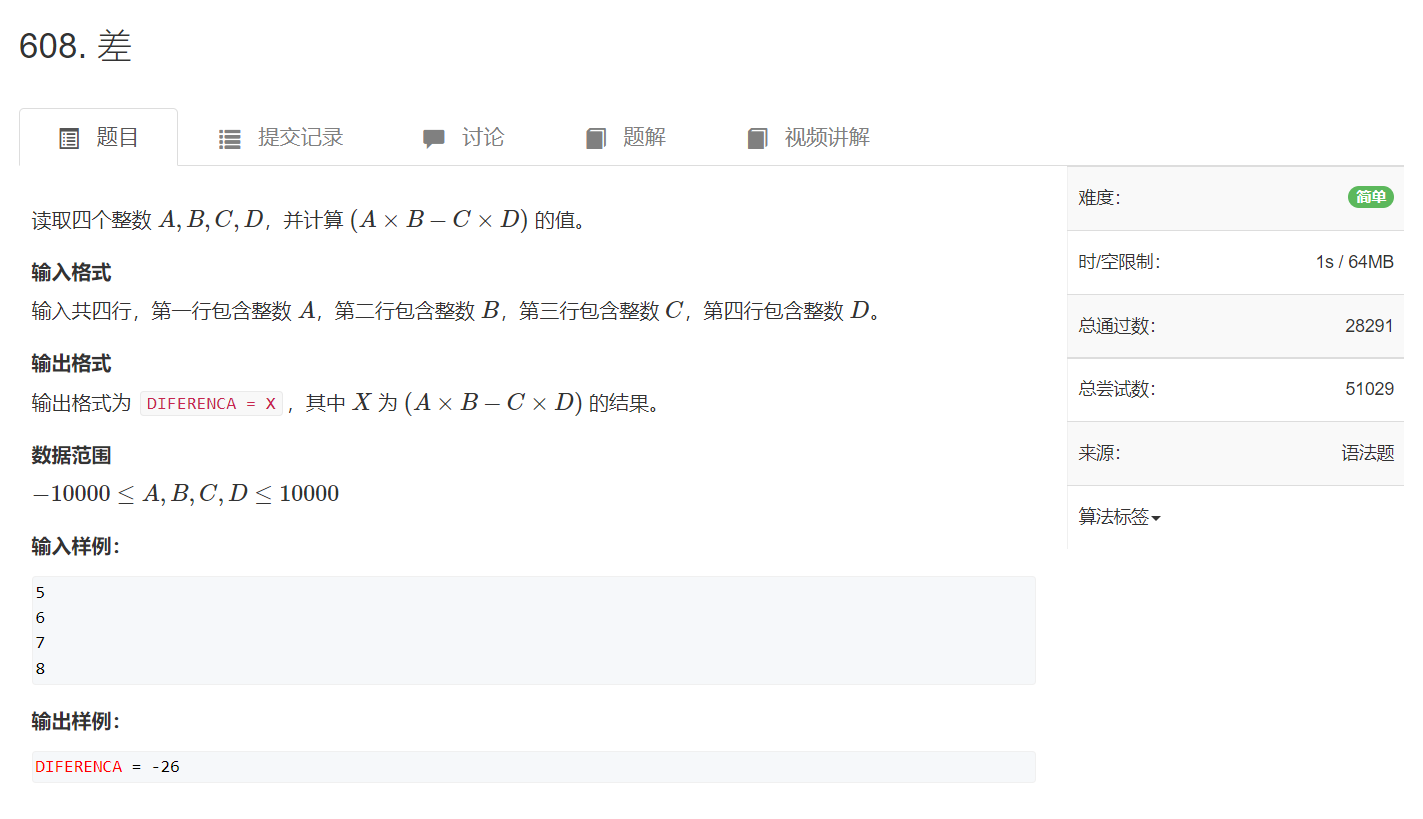 608. 差
题目 提交记录 讨论 题解 视频讲解
读取四个整数 A, B, C, D，并计算 (A × B − C × D) 的值。
输入格式
输入共四行，第一行包含整数 A，第二行包含整数 B，第三行包含整数 C，第四行包含整数 D。
输出格式
输出格式为 DIFERENCA = X，其中 X 为 (A × B − C × D) 的结果。
数据范围
−10000 ≤ A, B, C, D ≤ 10000
输入样例：
5
6
7
8
输出样例：
DIFERENCA = -26
难度： 简单
时/空限制： 1s / 64MB
总通过数： 28291
总尝试数： 51029
来源： 语法题
算法标签